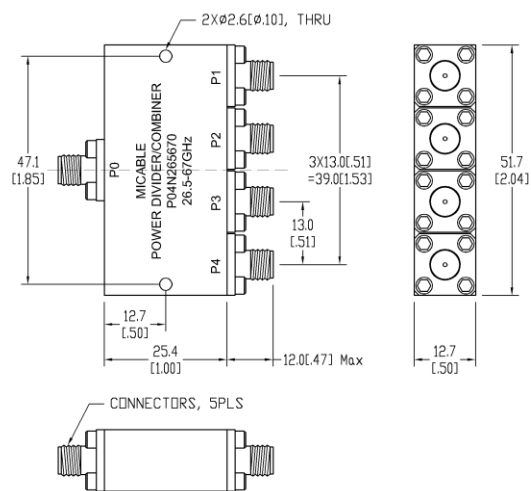 2XØ2.6[Ø.10], THRU
P0
MICABLE
POWER DIVIDER/COMBINER
P04N265670
26.5-67GHz
P1
P2
P3
P4
47.1
[1.85]
3X13.0[.51]
=39.0[1.53]
13.0
[.51]
51.7
[2.04]
12.7
[.50]
25.4
[1.00]
12.0[.47] Max
12.7
[.50]
CONNECTORS, 5PLS